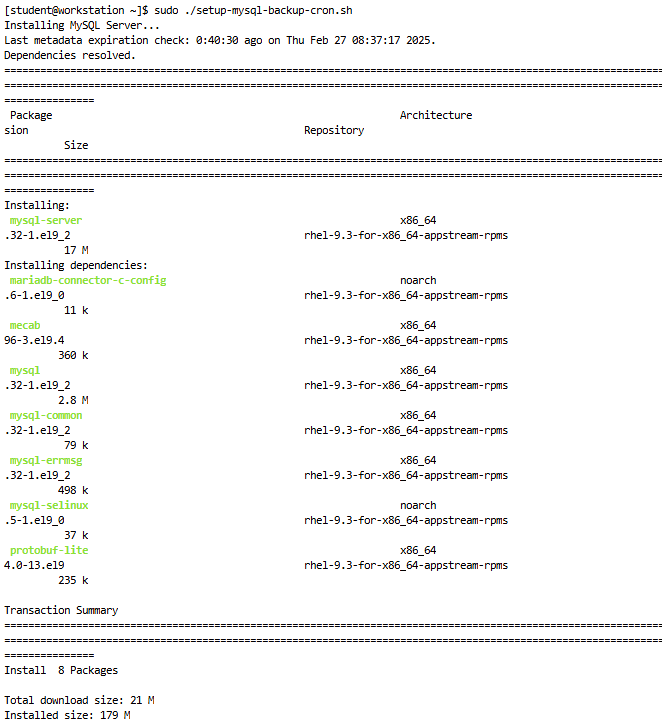 [student@workstation ~]$ sudo ./setup-mysql-backup-cron.sh
Installing MySQL Server...
Last metadata expiration check: 0:40:30 ago on Thu Feb 27 08:37:17 2025.
Dependencies resolved.
==============================================================================================================
==============================================================================================================
===============
Package Architecture
sion Repository
Size
==============================================================================================================
==============================================================================================================
===============
Installing:
mysql-server x86_64
.32-1.el9_2 rhel-9.3-for-x86_64-appstream-rpms
17 M
Installing dependencies:
mariadb-connector-c-config noarch
.6-1.el9_0 rhel-9.3-for-x86_64-appstream-rpms
11 k
mecab x86_64
96-3.el9.4 rhel-9.3-for-x86_64-appstream-rpms
360 k
mysql x86_64
.32-1.el9_2 rhel-9.3-for-x86_64-appstream-rpms
2.8 M
mysql-common x86_64
.32-1.el9_2 rhel-9.3-for-x86_64-appstream-rpms
79 k
mysql-errmsg x86_64
.32-1.el9_2 rhel-9.3-for-x86_64-appstream-rpms
498 k
mysql-selinux noarch
.5-1.el9_0 rhel-9.3-for-x86_64-appstream-rpms
37 k
protobuf-lite x86_64
4.0-13.el9 rhel-9.3-for-x86_64-appstream-rpms
235 k
Transaction Summary
==============================================================================================================
==============================================================================================================
===============
Install  8 Packages
Total download size: 21 M
Installed size: 179 M